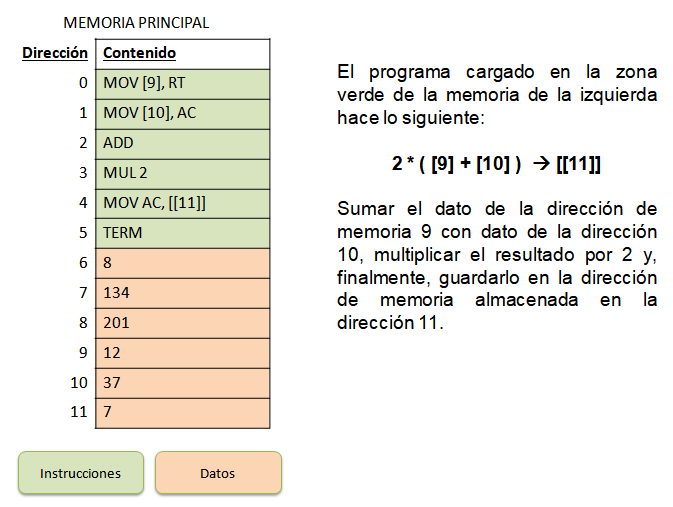 MEMORIA PRINCIPAL
Dirección Contenido
0 MOV [9], RT
1 MOV [10], AC
2 ADD
3 MUL 2
4 MOV AC, [[11]]
5 TERM
6 8
7 134
8 201
9 12
10 37
11 7
Instrucciones Datos
El programa cargado en la zona
verde de la memoria de la izquierda
hace lo siguiente:
2 * ( [9] + [10] ) → [[11]]
Sumar el dato de la dirección de
memoria 9 con dato de la dirección
10, multiplicar el resultado por 2 y,
finalmente, guardarlo en la dirección
de memoria almacenada en la
dirección 11.